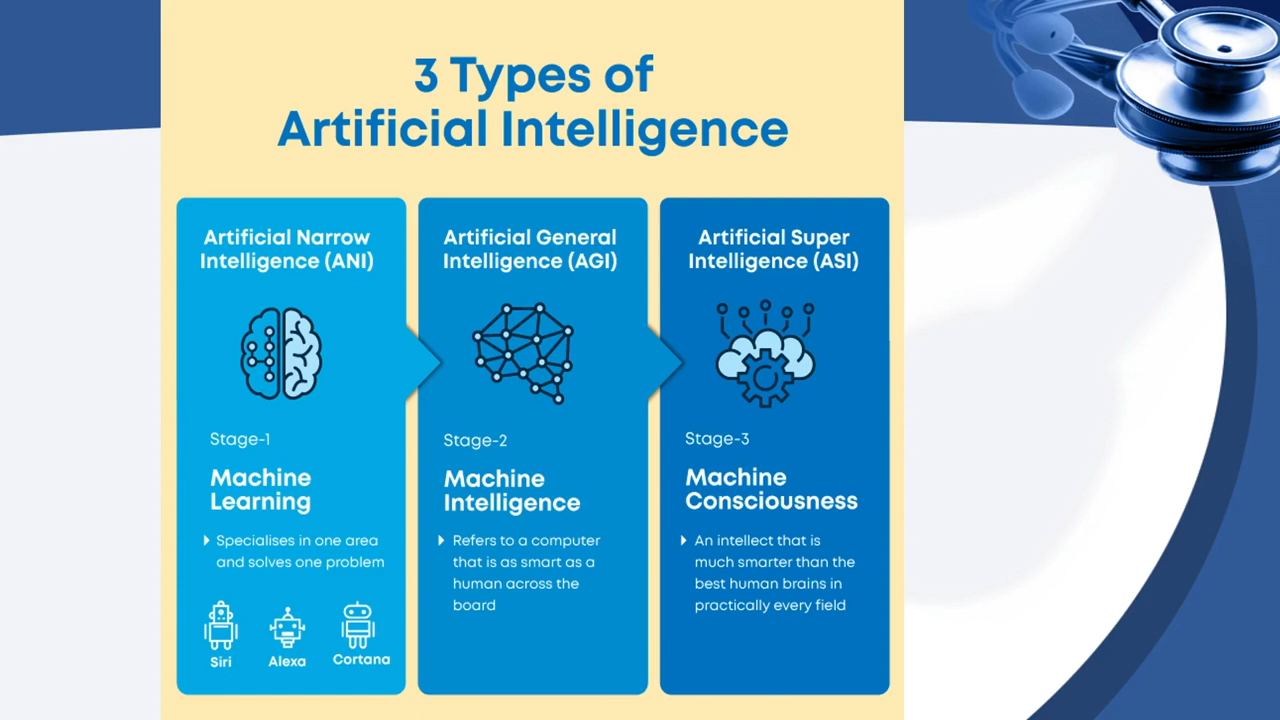 3 Types of
Artificial Intelligence
Artificial Narrow
Intelligence (ANI)
Stage-1
Machine
Learning
Specialises in one area
and solves one problem
Siri
Alexa
Cortana
Artificial General
Intelligence (AGI)
Stage-2
Machine
Intelligence
Refers to a computer
that is as smart as a
human across the
board
Artificial Super
Intelligence (ASI)
Stage-3
Machine
Consciousness
An intellect that is
much smarter than the
best human brains in
practically every field